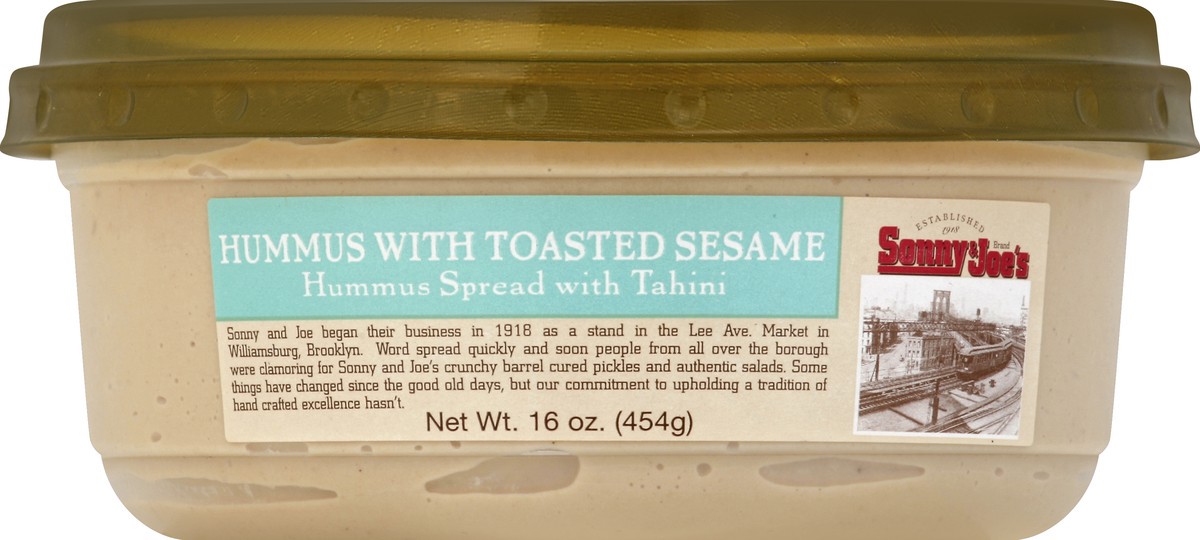 HUMMUS WITH TOASTED SESAME
Hummus Spread with Tahini
Sonny and Joe began their business in 1918 as a stand in the Lee Ave. Market in
Williamsburg, Brooklyn. Word spread quickly and soon people from all over the borough
were clamoring for Sonny and Joe's crunchy barrel cured pickles and authentic salads. Some
things have changed since the good old days, but our commitment to upholding a tradition of
hand crafted excellence hasn't.
Net Wt. 16 oz. (454g)
ESTABLISHED
1918
Sonny & Joe's Brand